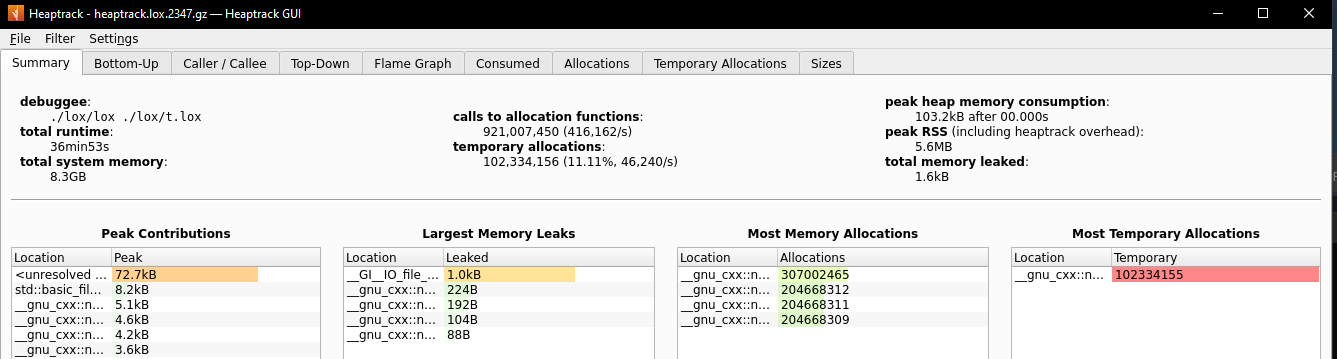 Heaptrack - heaptrack.lox.2347.gz — Heaptrack GUI
File Filter Settings
Summary Bottom-Up Caller / Callee Top-Down Flame Graph Consumed Allocations Temporary Allocations Sizes
debuggee:
./lox/lox ./lox/t.lox
total runtime:
36min53s
total system memory:
8.3GB
calls to allocation functions:
921,007,450 (416,162/s)
temporary allocations:
102,334,156 (11.11%, 46,240/s)
peak heap memory consumption:
103.2kB after 00.000s
peak RSS (including heaptrack overhead):
5.6MB
total memory leaked:
1.6kB
Peak Contributions
Location Peak
<unresolved ... 72.7kB
std::basic_fil... 8.2kB
__gnu_cxx::n... 5.1kB
__gnu_cxx::n... 4.6kB
__gnu_cxx::n... 4.2kB
__gnu_cxx::n... 3.6kB
Largest Memory Leaks
Location Leaked
__GI__IO_file_... 1.0kB
__gnu_cxx::n... 224B
__gnu_cxx::n... 192B
__gnu_cxx::n... 104B
__gnu_cxx::n... 88B
Most Memory Allocations
Location Allocations
__gnu_cxx::n... 307002465
__gnu_cxx::n... 204668312
__gnu_cxx::n... 204668311
__gnu_cxx::n... 204668309
Most Temporary Allocations
Location Temporary
__gnu_cxx::n... 102334155